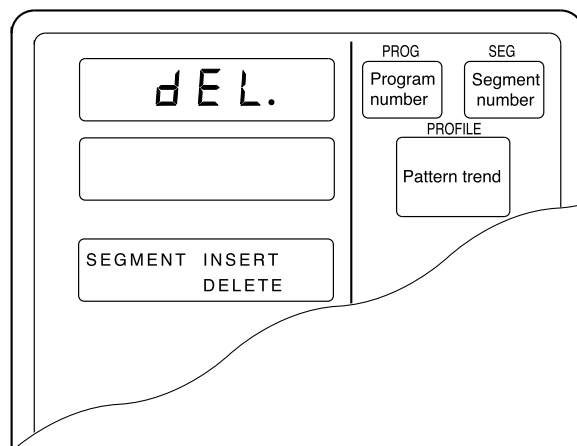 dEL.
SEGMENT INSERT
DELETE
PROG
Program
number
SEG
Segment
number
PROFILE
Pattern trend